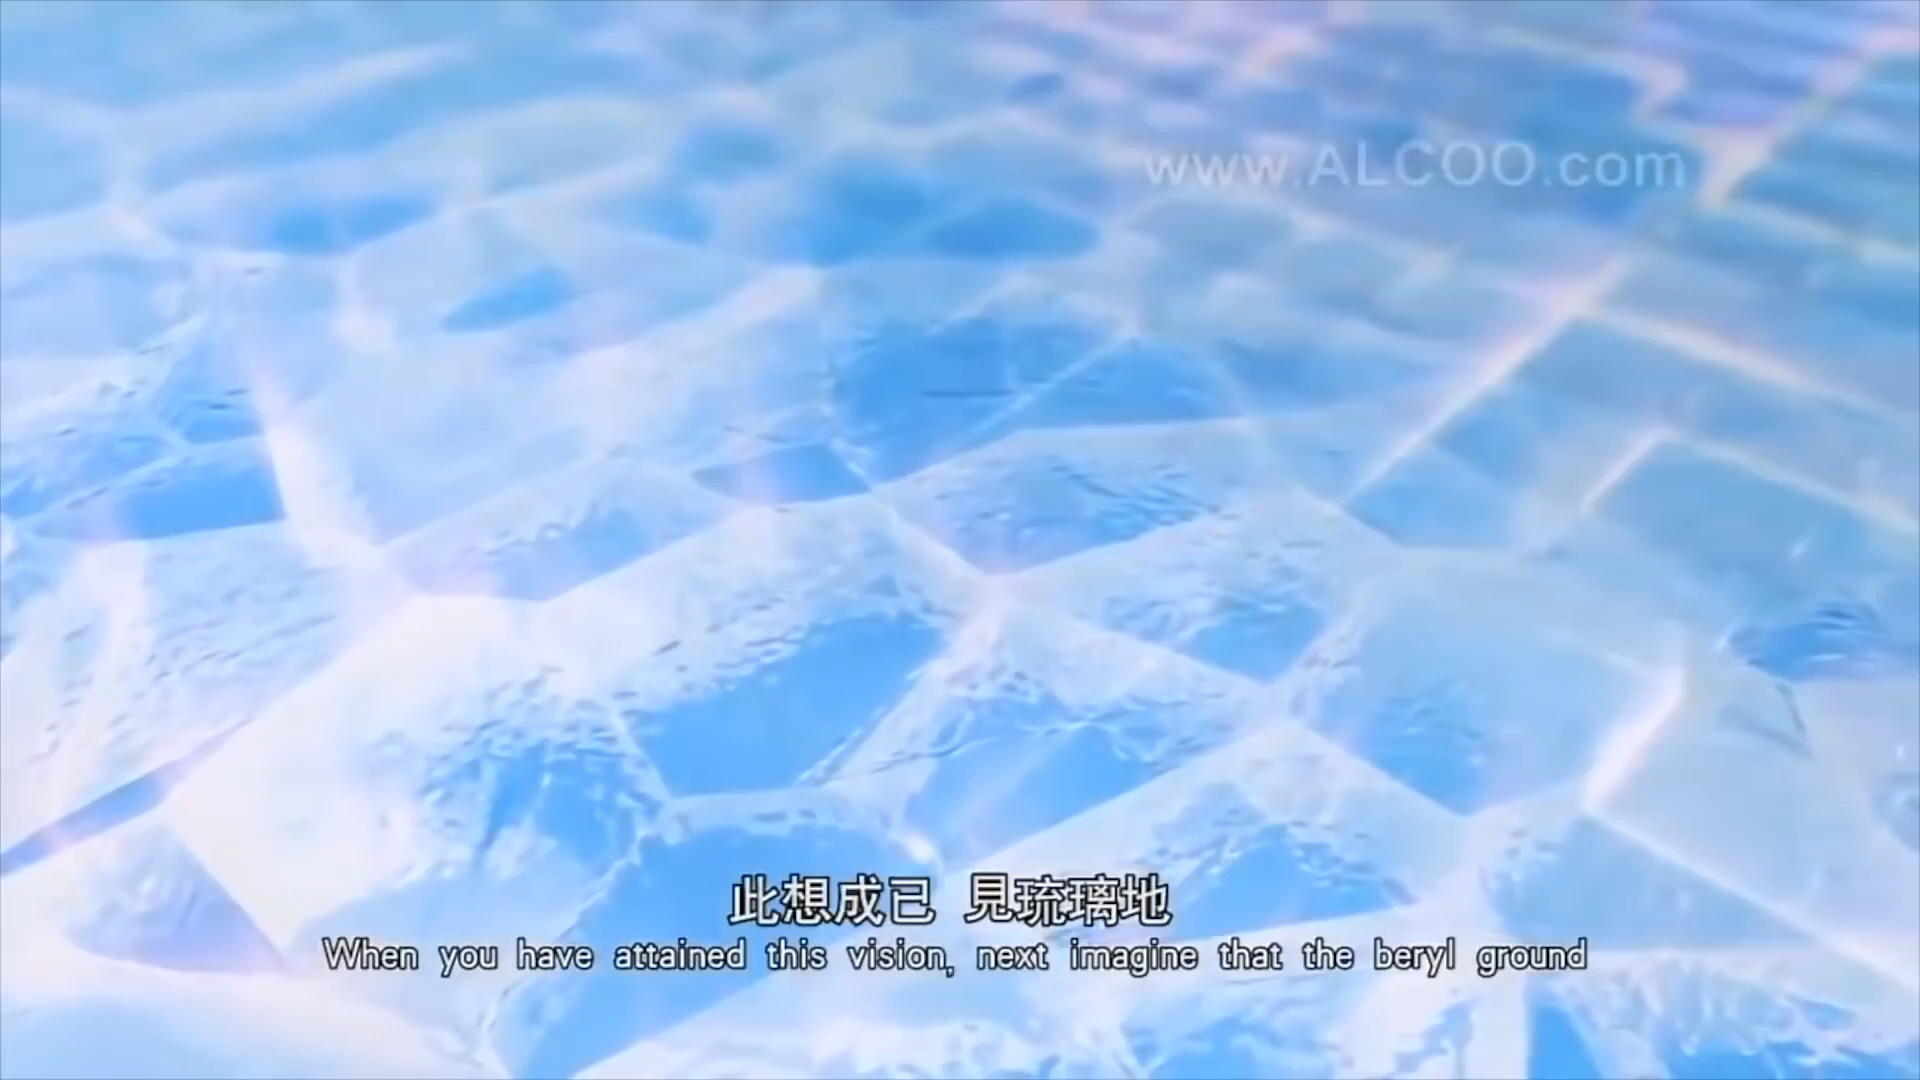 www.ALCOO.com
此想成已 見琉璃地
When you have attained this vision, next imagine that the beryl ground